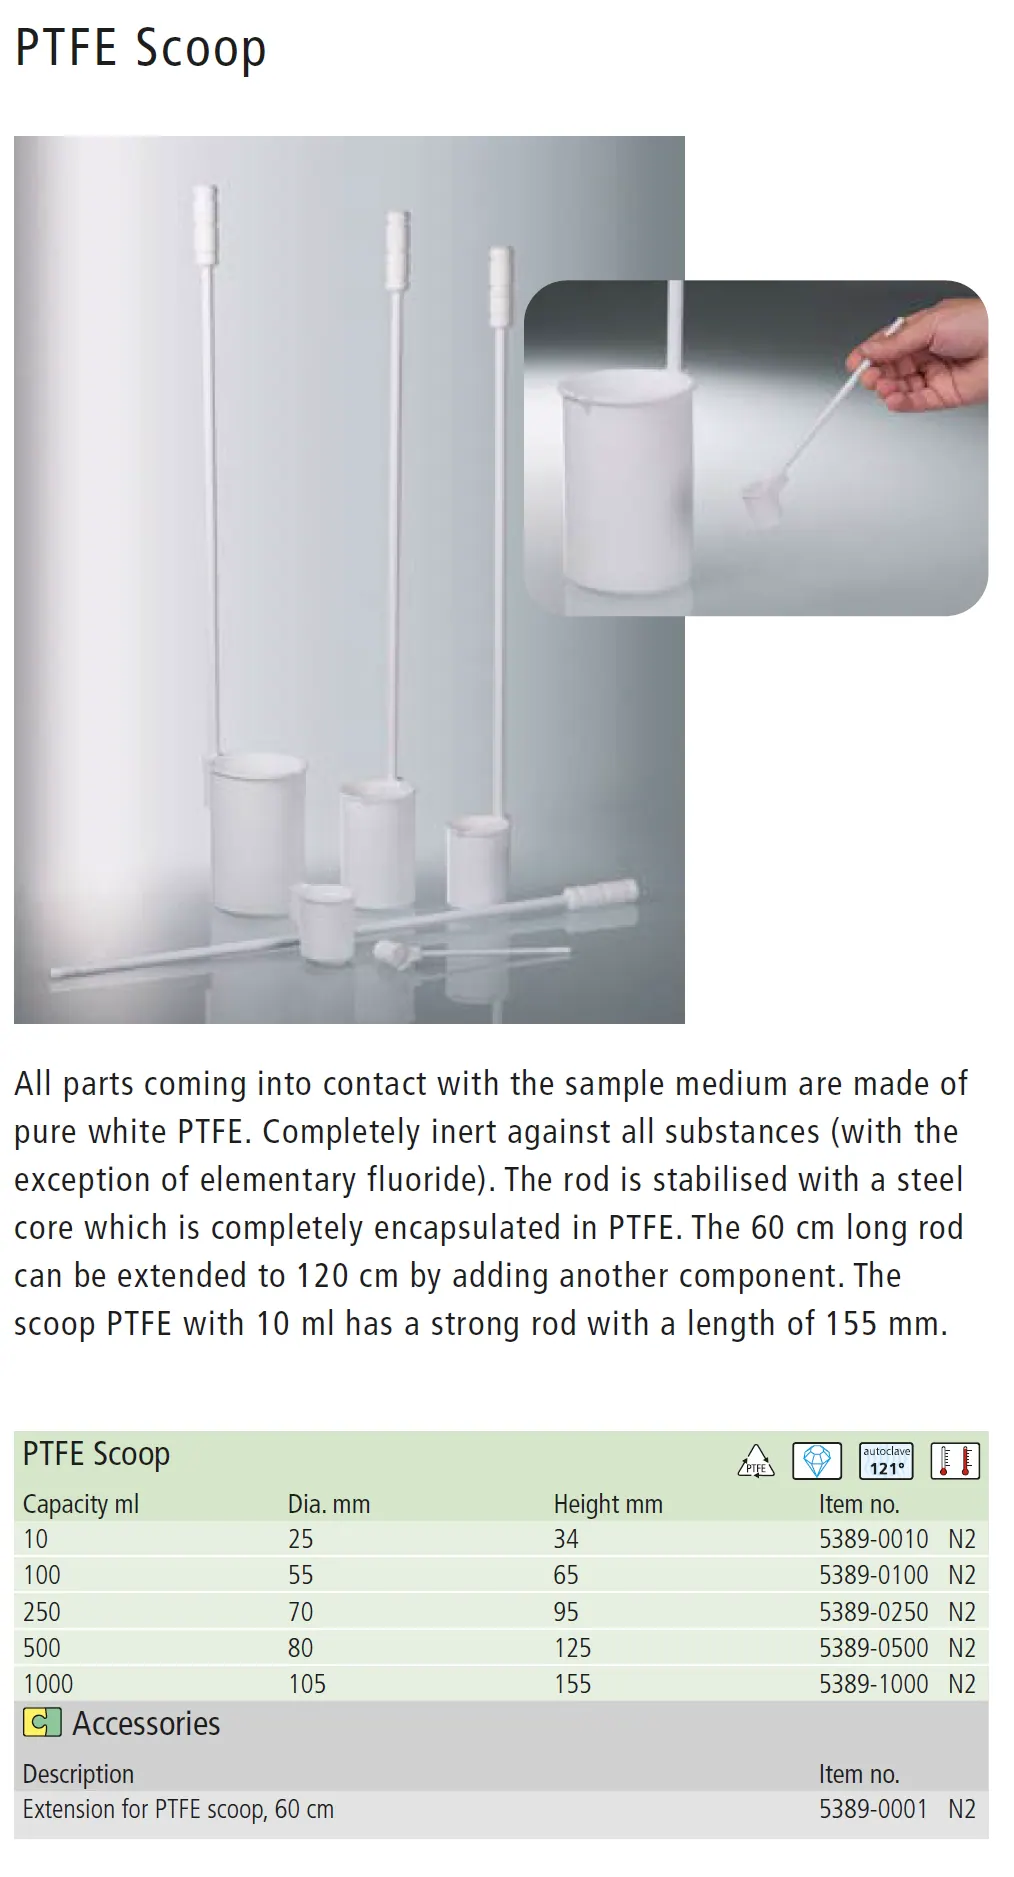 PTFE Scoop
All parts coming into contact with the sample medium are made of
pure white PTFE. Completely inert against all substances (with the
exception of elementary fluoride). The rod is stabilised with a steel
core which is completely encapsulated in PTFE. The 60 cm long rod
can be extended to 120 cm by adding another component. The
scoop PTFE with 10 ml has a strong rod with a length of 155 mm.
PTFE Scoop PTFE autoclave 121°
Capacity ml Dia. mm Height mm Item no.
10 25 34 5389-0010 N2
100 55 65 5389-0100 N2
250 70 95 5389-0250 N2
500 80 125 5389-0500 N2
1000 105 155 5389-1000 N2
Accessories
Description Item no.
Extension for PTFE scoop, 60 cm 5389-0001 N2